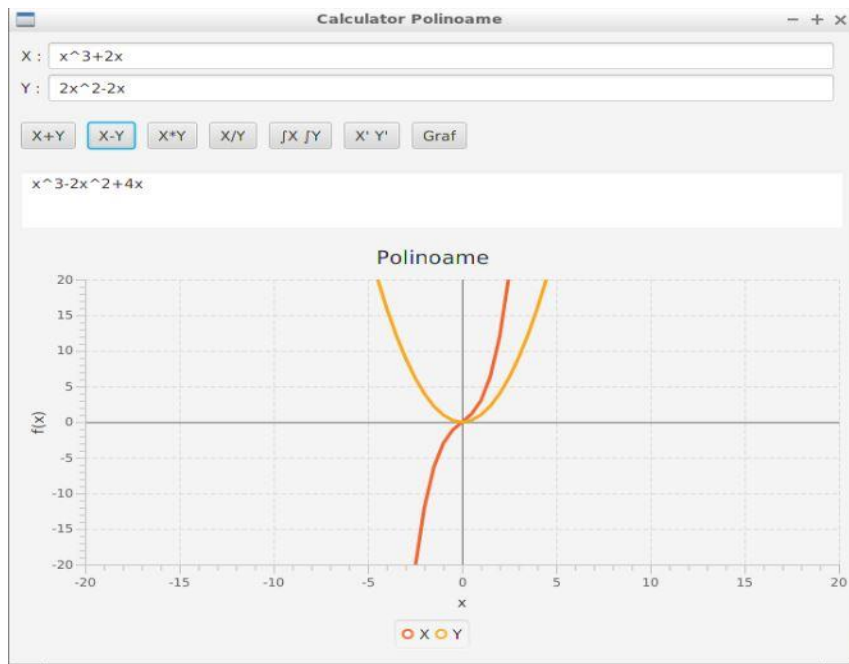 Calculator Polinoame
X : x^3+2x
Y : 2x^2-2x
X+Y X-Y X*Y X/Y ∫X ∫Y X' Y' Graf
x^3-2x^2+4x
Polinoame
20
15
10
5
0
-5
-10
-15
-20
f(x)
-20 -15 -10 -5 0 5 10 15 20
x
X Y